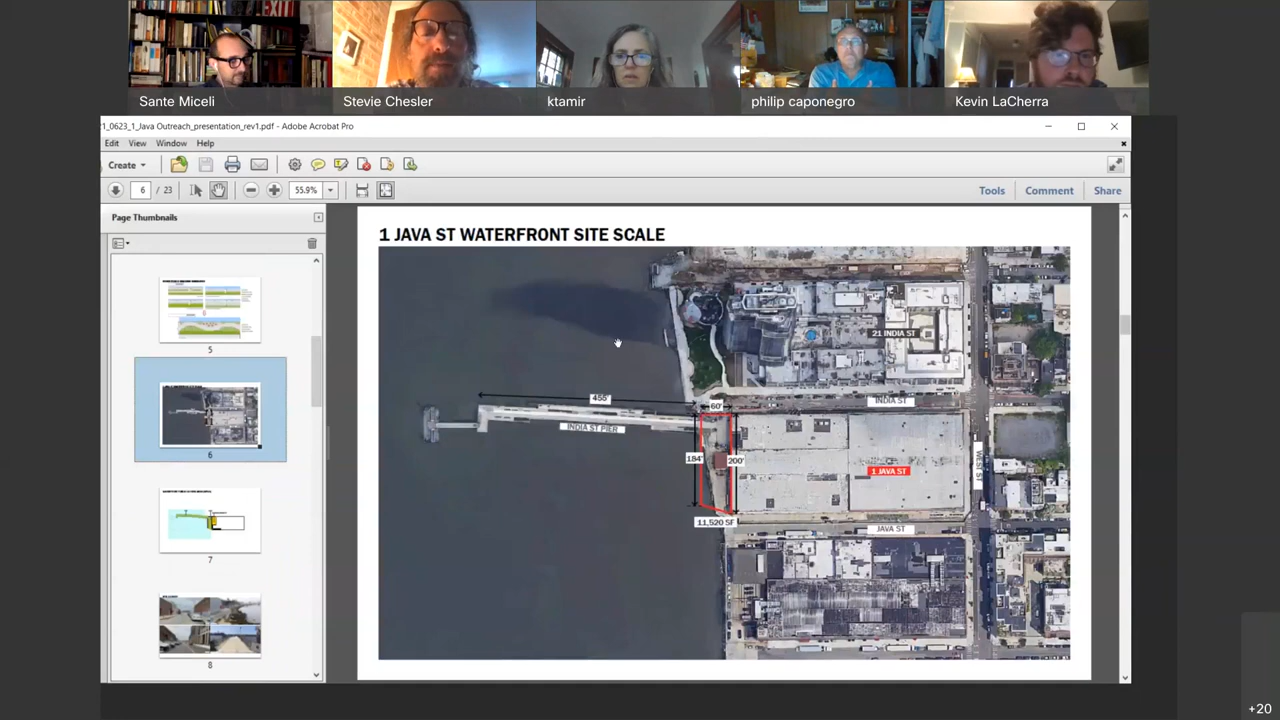 Sante Miceli
Stevie Chesler
ktamir
philip caponegro
Kevin LaCherra
1_0623_1_Java Outreach_presentation_rev1.pdf - Adobe Acrobat Pro
Edit View Window Help
Create
6 / 23
55.9%
Tools Comment Share
Page Thumbnails
5
6
7
8
1 JAVA ST WATERFRONT SITE SCALE
21 INDIA ST
455'
60'
INDIA ST
INDIA ST PIER
184'
200'
1 JAVA ST
WEST ST
11,520 SF
JAVA ST
+20